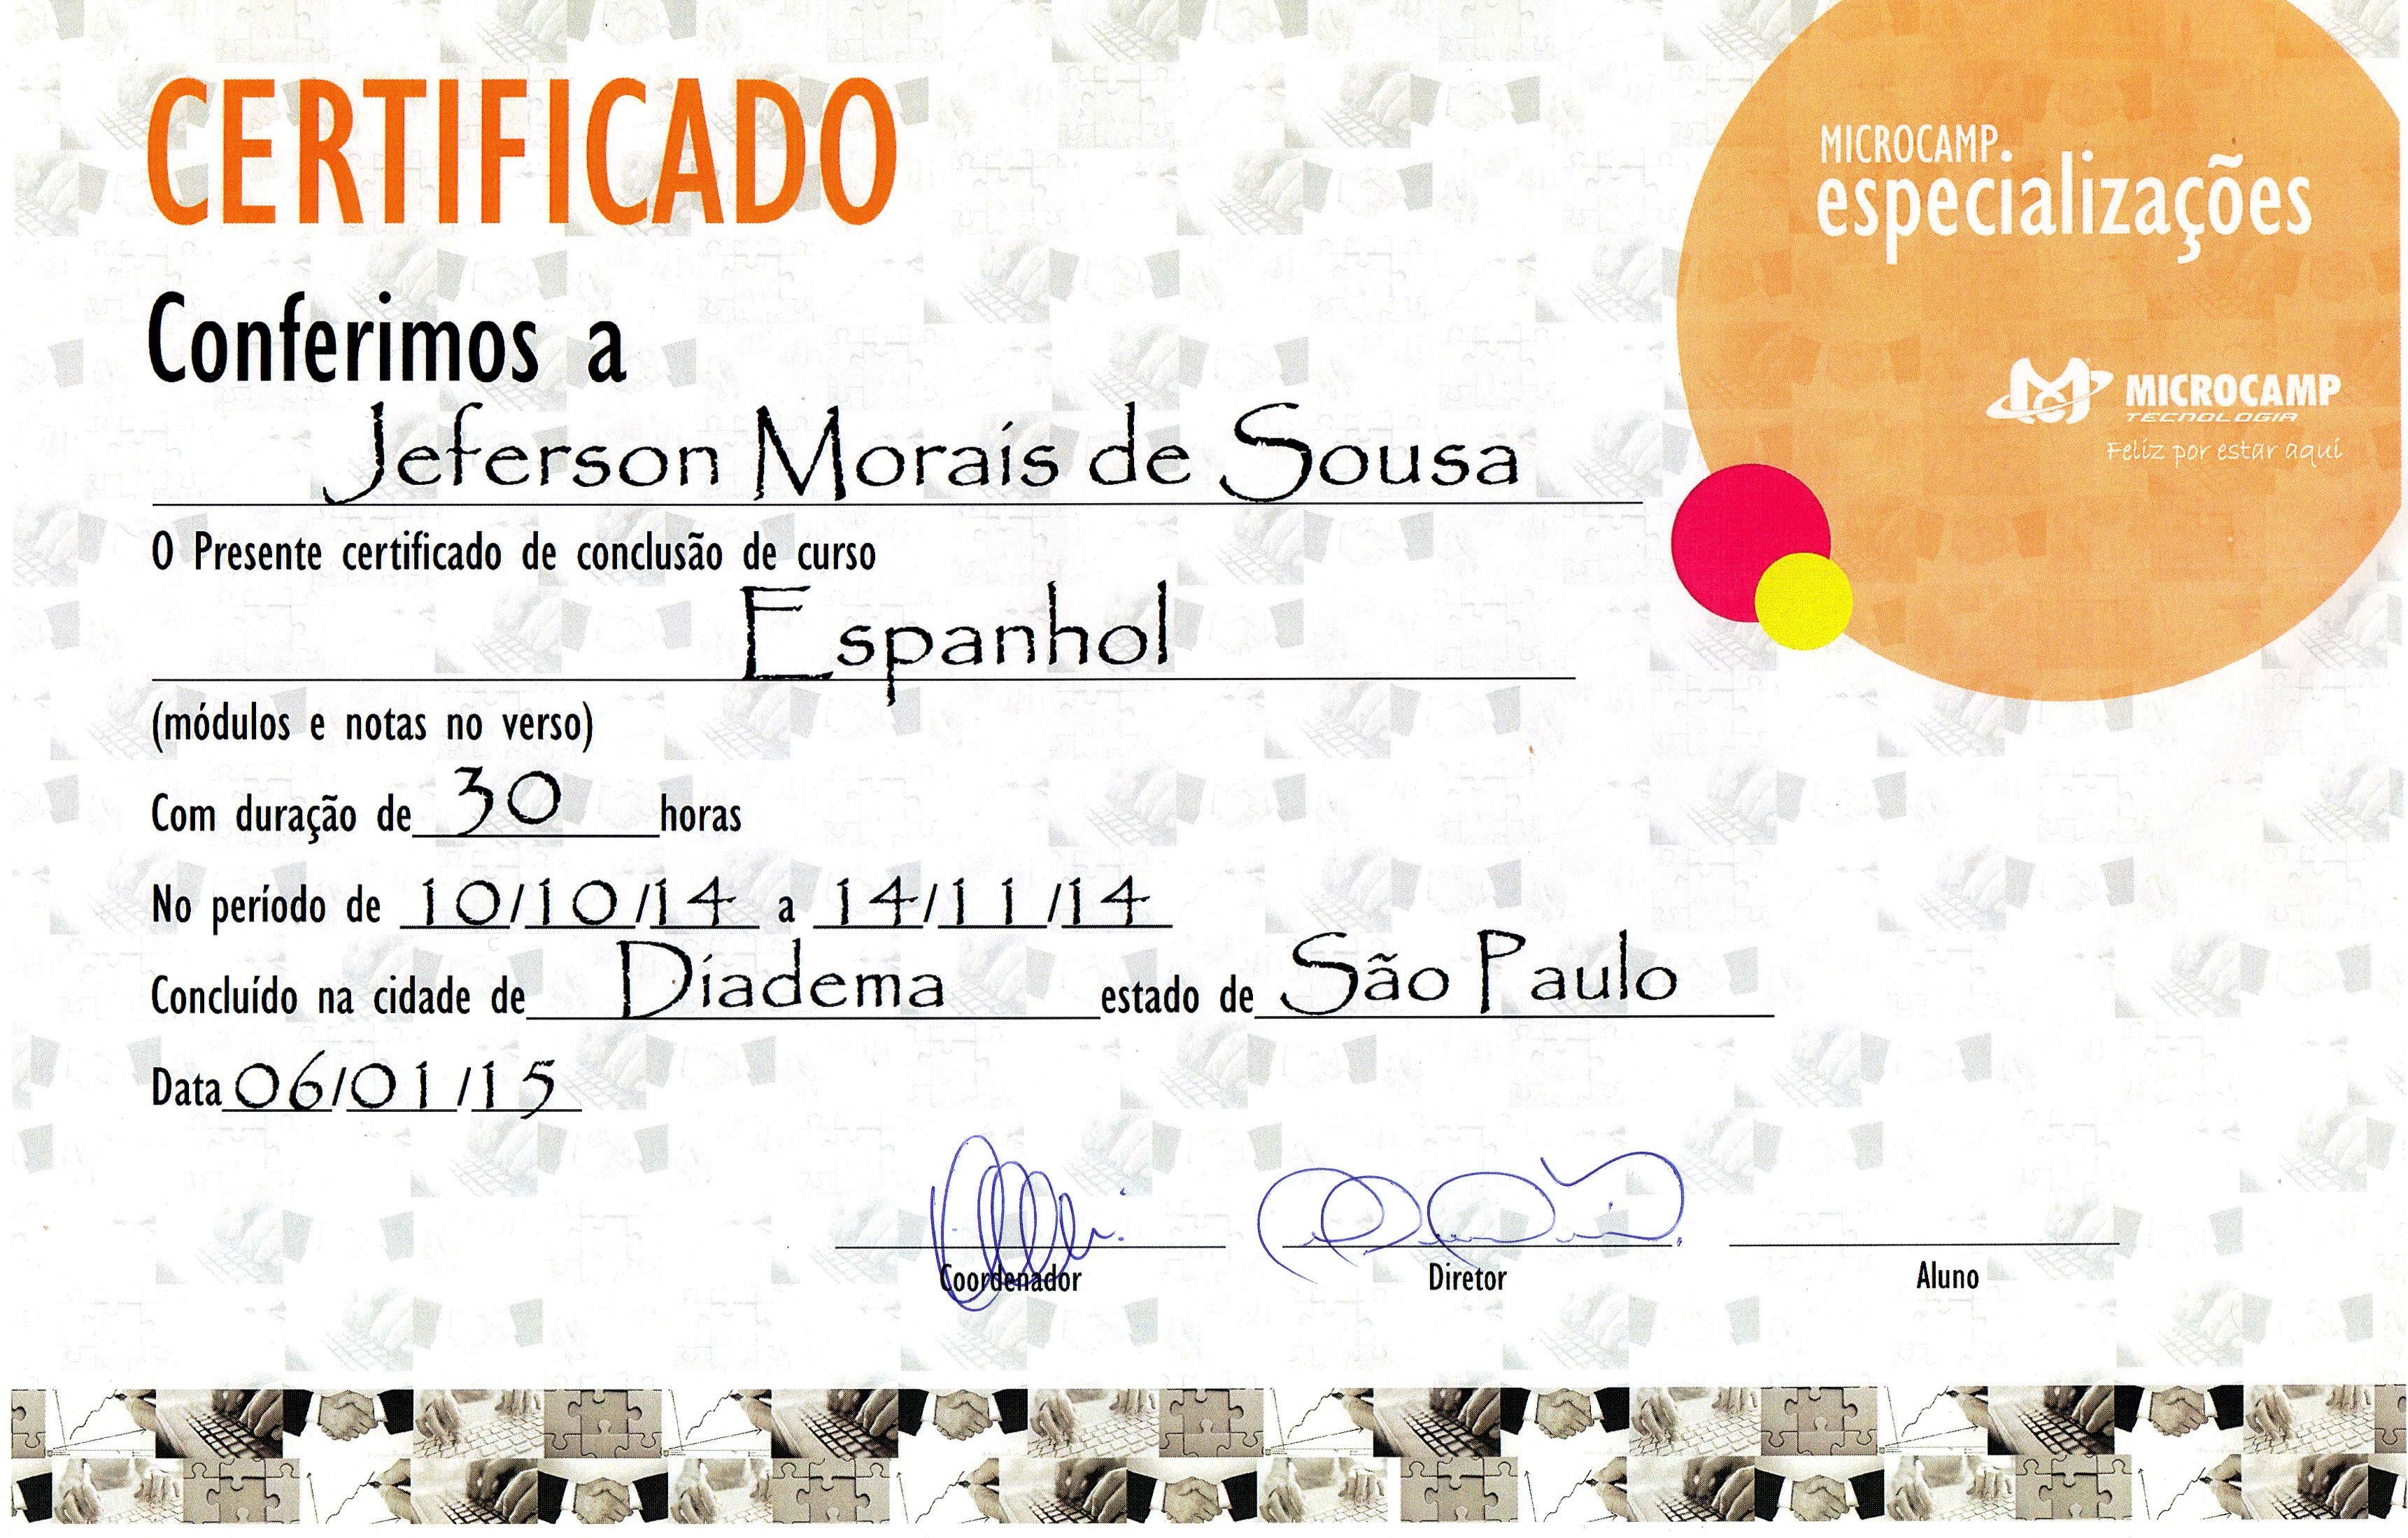 CERTIFICADO
MICROCAMP
especializações
Conferimos a
MICROCAMP
TECNOLOGIA
Feliz por estar aqui
Jeferson Morais de Sousa
O Presente certificado de conclusão de curso
Espanhol
(módulos e notas no verso)
Com duração de 30 horas
No período de 10/10/14 a 14/11/14
Concluído na cidade de Diadema estado de São Paulo
Data 06/01/15
Coordenador Diretor Aluno